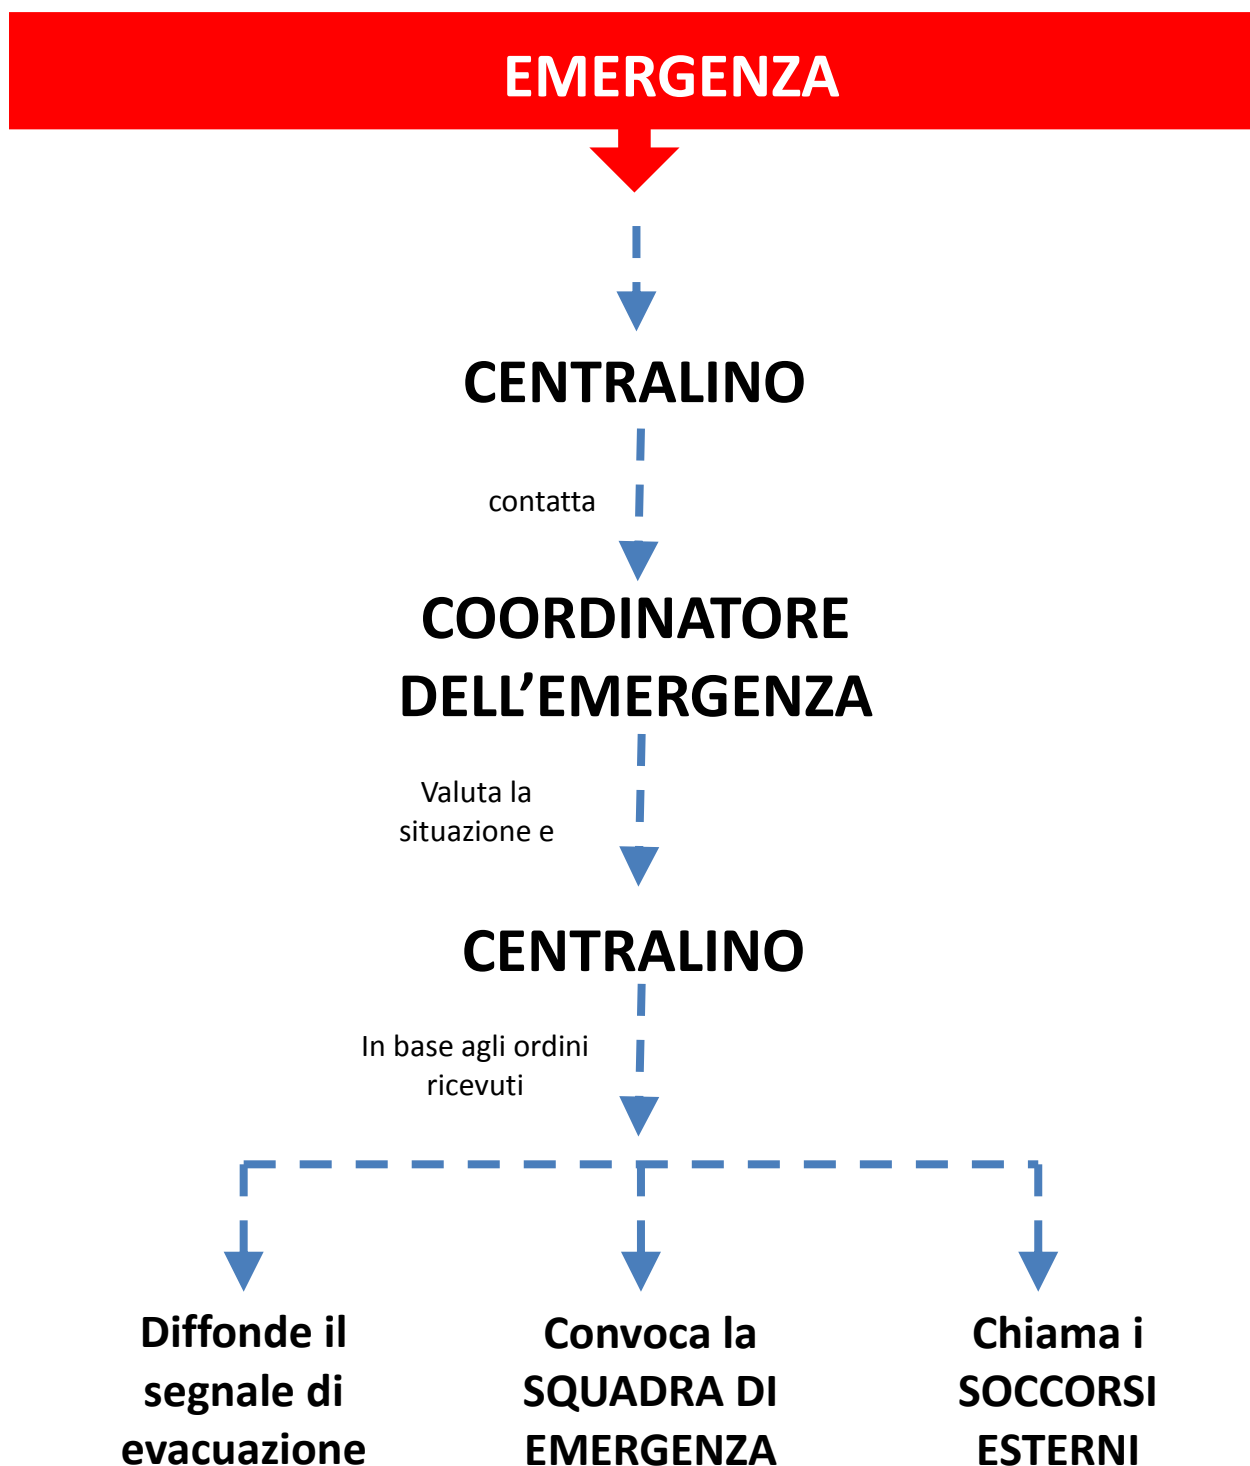 EMERGENZA
CENTRALINO
contatta
COORDINATORE
DELL’EMERGENZA
Valuta la
situazione e
CENTRALINO
In base agli ordini
ricevuti
Diffonde il
segnale di
evacuazione
Convoca la
SQUADRA DI
EMERGENZA
Chiama i
SOCCORSI
ESTERNI